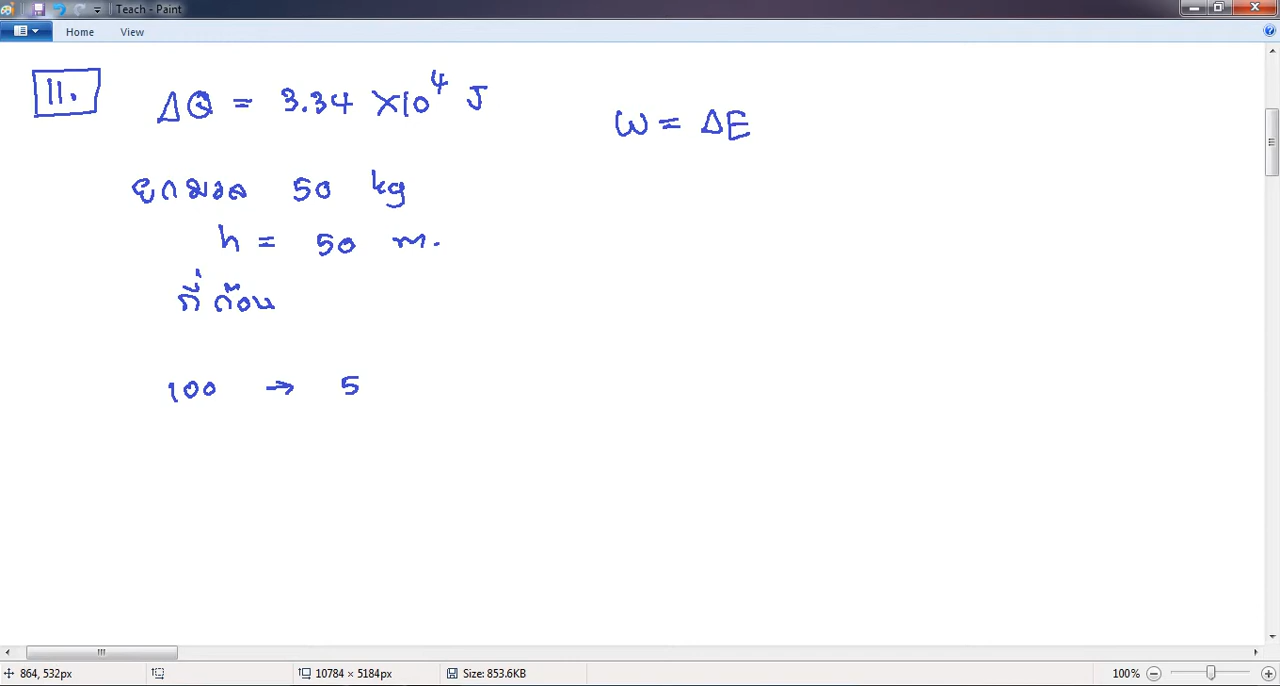 Teach - Paint
Home View
11.
ΔQ = 3.34 ×10⁴ J
W = ΔE
ยกมวล 50 kg
h = 50 m.
กี่ก้อน
100 → 5
864, 532px
10784 × 5184px
Size: 853.6KB
100%